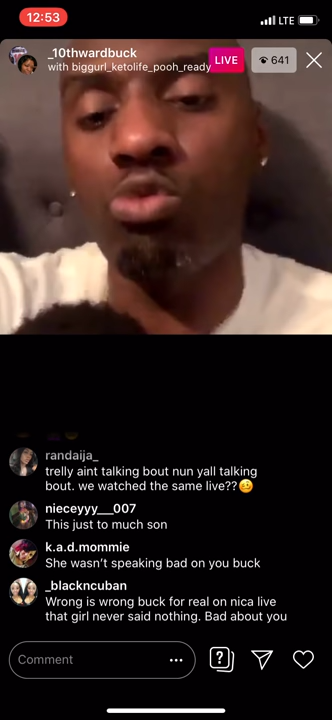 12:53
LTE
_10thwardbuck
with biggurl_ketolife_pooh_ready
LIVE
641
randaija_
trelly aint talking bout nun yall talking
bout. we watched the same live??🥴
nieceyyy___007
This just to much son
k.a.d.mommie
She wasn’t speaking bad on you buck
_blackncuban
Wrong is wrong buck for real on nica live
that girl never said nothing. Bad about you
Comment